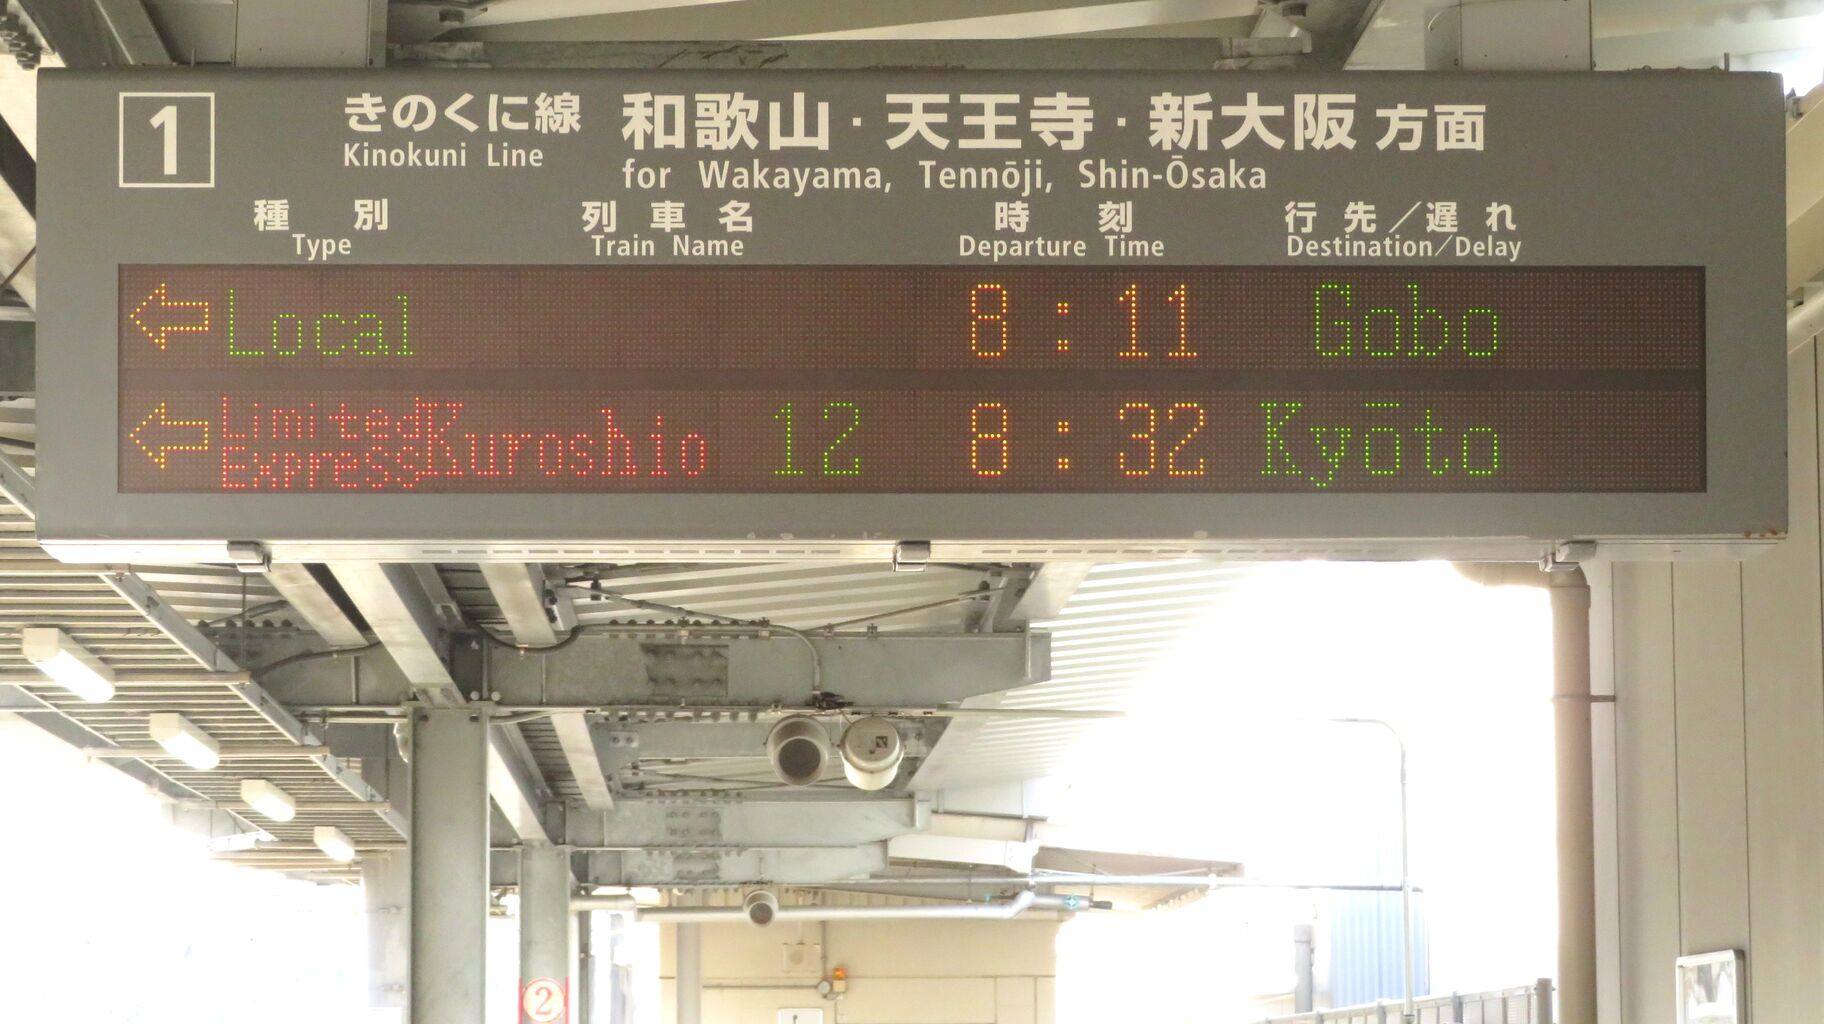 1
きのくに線 和歌山・天王寺・新大阪方面
Kinokuni Line for Wakayama, Tennōji, Shin-Ōsaka
種別 列車名 時刻 行先／遅れ
Type Train Name Departure Time Destination/Delay
← Local 8:11 Gobo
← Limited Express Kuroshio 12 8:32 Kyōto
2